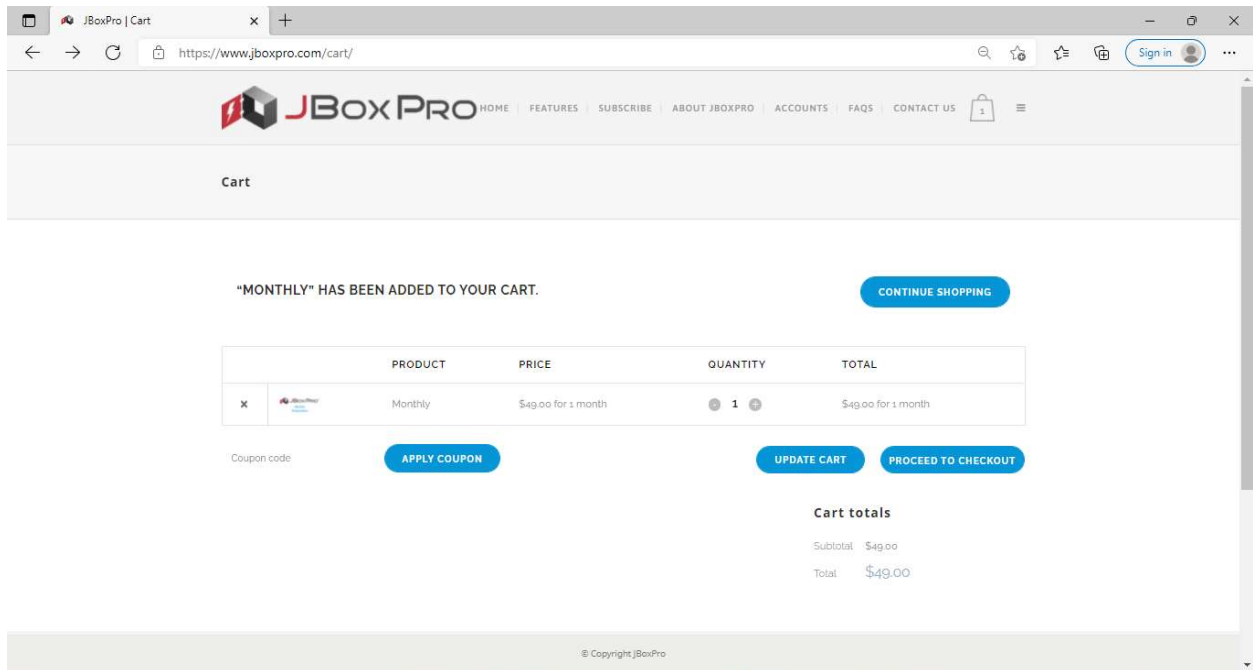 JBoxPro | Cart
https://www.jboxpro.com/cart/
Sign in
JBOXPRO
HOME FEATURES SUBSCRIBE ABOUT JBOXPRO ACCOUNTS FAQS CONTACT US 1
Cart
“MONTHLY” HAS BEEN ADDED TO YOUR CART.
CONTINUE SHOPPING
PRODUCT PRICE QUANTITY TOTAL
Monthly $49.00 for 1 month - 1 + $49.00 for 1 month
Coupon code APPLY COUPON UPDATE CART PROCEED TO CHECKOUT
Cart totals
Subtotal $49.00
Total $49.00
© Copyright JBoxPro